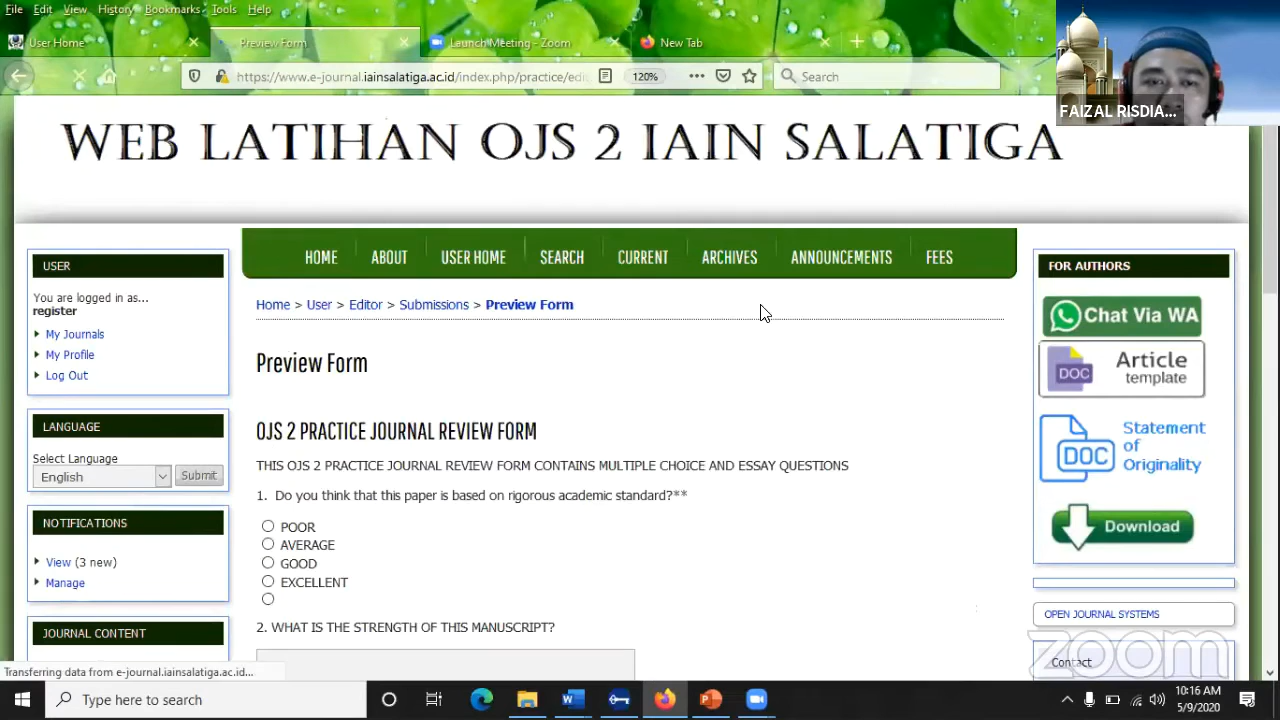 File Edit View History Bookmarks Tools Help
User Home
Preview Form
Launch Meeting - Zoom
New Tab
https://www.e-journal.iainsalatiga.ac.id/index.php/practice/edi
120%
Search
FAIZAL RISDIA...
WEB LATIHAN OJS 2 IAIN SALATIGA
HOME ABOUT USER HOME SEARCH CURRENT ARCHIVES ANNOUNCEMENTS FEES
Home > User > Editor > Submissions > Preview Form
USER
You are logged in as...
register
My Journals
My Profile
Log Out
LANGUAGE
Select Language
English
Submit
NOTIFICATIONS
View (3 new)
Manage
JOURNAL CONTENT
Preview Form
OJS 2 PRACTICE JOURNAL REVIEW FORM
THIS OJS 2 PRACTICE JOURNAL REVIEW FORM CONTAINS MULTIPLE CHOICE AND ESSAY QUESTIONS
1. Do you think that this paper is based on rigorous academic standard?**
POOR
AVERAGE
GOOD
EXCELLENT
2. WHAT IS THE STRENGTH OF THIS MANUSCRIPT?
FOR AUTHORS
Chat Via WA
DOC
Article
template
DOC
Statement
of
Originality
Download
OPEN JOURNAL SYSTEMS
Contact
zoom
Transferring data from e-journal.iainsalatiga.ac.id...
Type here to search
10:16 AM
5/9/2020